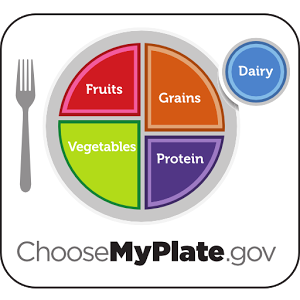 Fruits
Grains
Dairy
Vegetables
Protein
ChooseMyPlate.gov